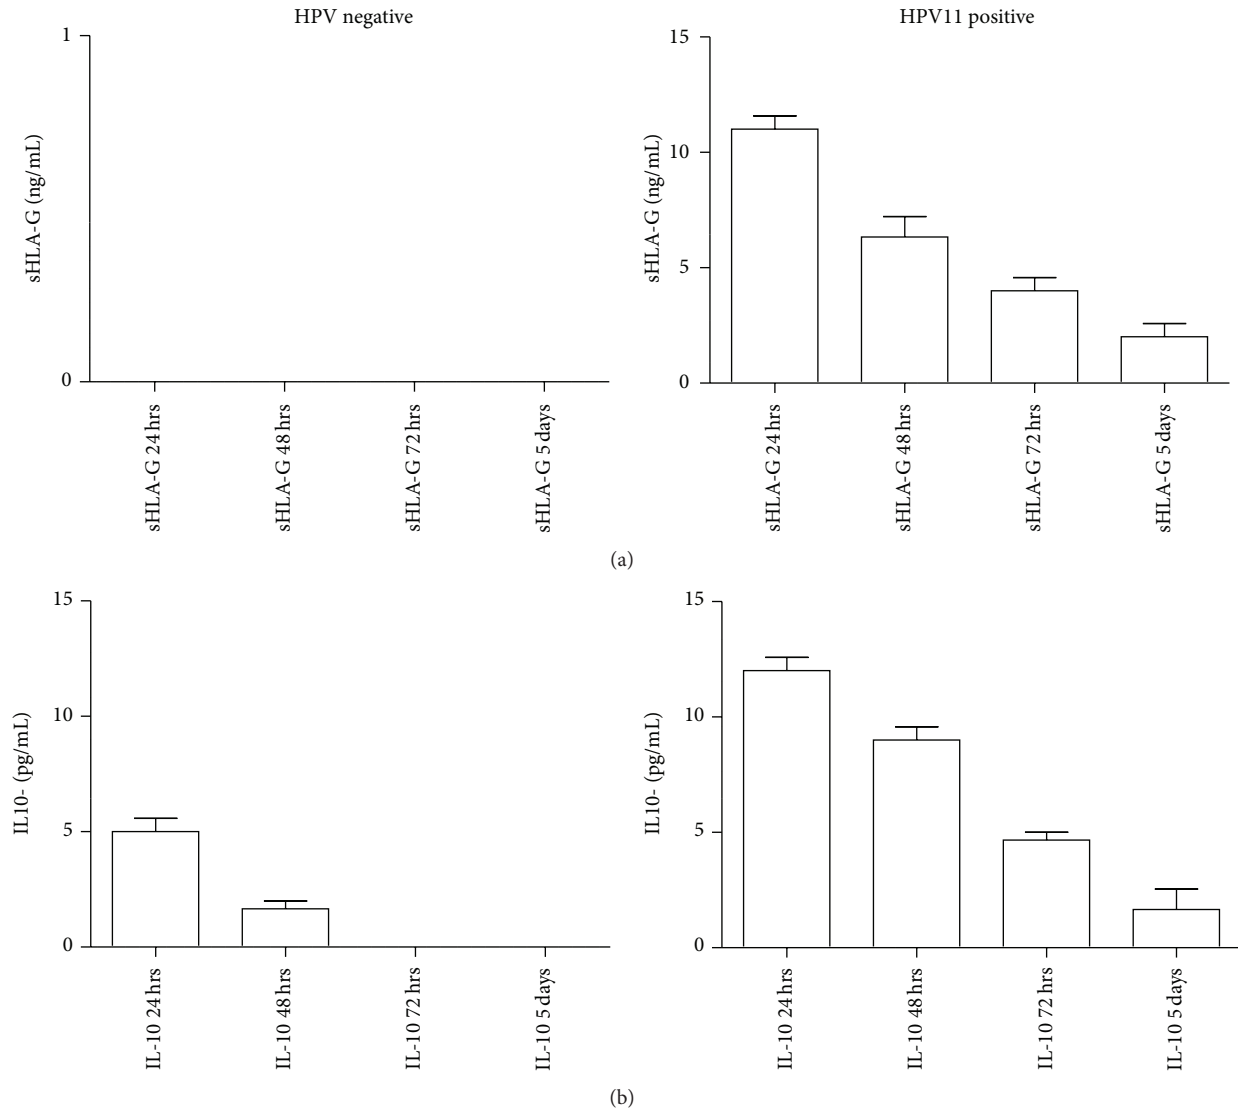 HPV negative
HPV11 positive
1
0
sHLA-G (ng/mL)
sHLA-G 24 hrs
sHLA-G 48 hrs
sHLA-G 72 hrs
sHLA-G 5 days
15
10
5
0
sHLA-G (ng/mL)
sHLA-G 24 hrs
sHLA-G 48 hrs
sHLA-G 72 hrs
sHLA-G 5 days
(a)
15
10
5
0
IL10- (pg/mL)
IL-10 24 hrs
IL-10 48 hrs
IL-10 72 hrs
IL-10 5 days
15
10
5
0
IL10- (pg/mL)
IL-10 24 hrs
IL-10 48 hrs
IL-10 72 hrs
IL-10 5 days
(b)